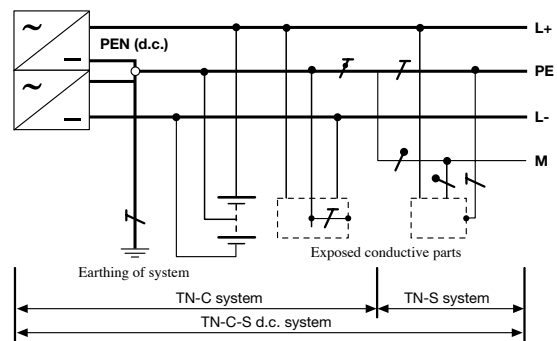 L+
PEN (d.c.)
PE
L-
M
Exposed conductive parts
Earthing of system
TN-C system
TN-S system
TN-C-S d.c. system